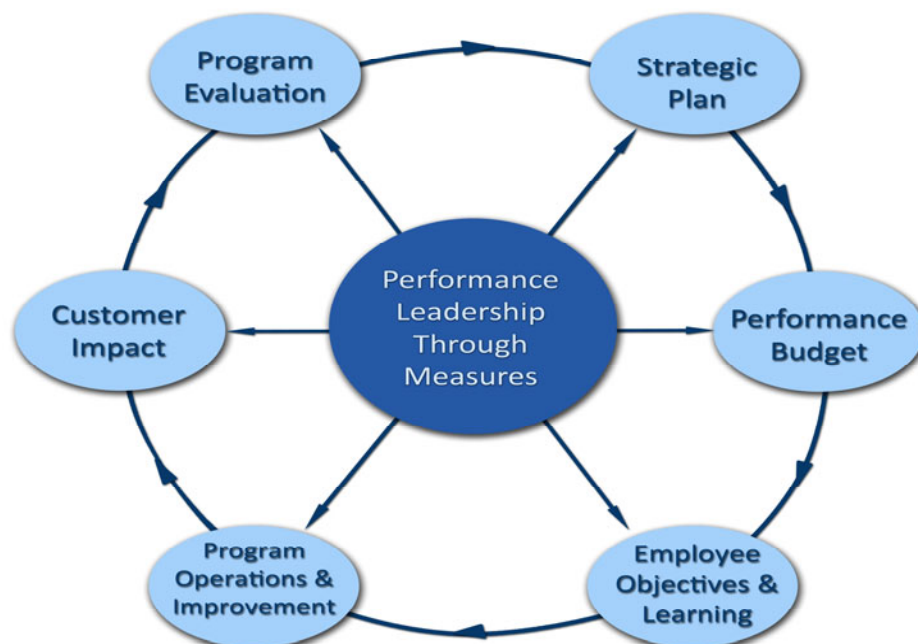 Program
Evaluation
Strategic
Plan
Performance
Leadership
Through
Measures
Customer
Impact
Performance
Budget
Program
Operations &
Improvement
Employee
Objectives &
Learning